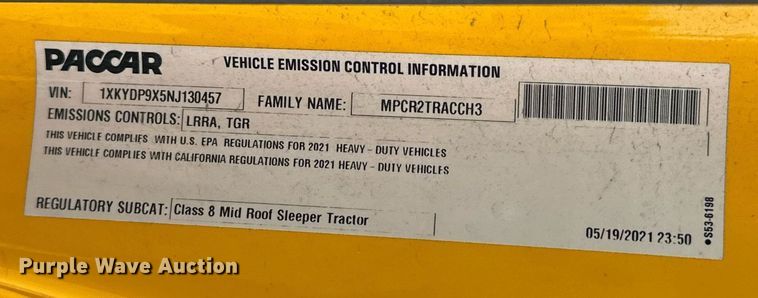 PACCAR VEHICLE EMISSION CONTROL INFORMATION
VIN: 1XKYDP9X5NJ130457 FAMILY NAME: MPCR2TRACCH3
EMISSIONS CONTROLS: LRRA, TGR
THIS VEHICLE COMPLIES WITH U.S. EPA REGULATIONS FOR 2021 HEAVY - DUTY VEHICLES
THIS VEHICLE COMPLIES WITH CALIFORNIA REGULATIONS FOR 2021 HEAVY - DUTY VEHICLES
REGULATORY SUBCAT: Class 8 Mid Roof Sleeper Tractor
05/19/2021 23:50
S53-6198
Purple Wave Auction